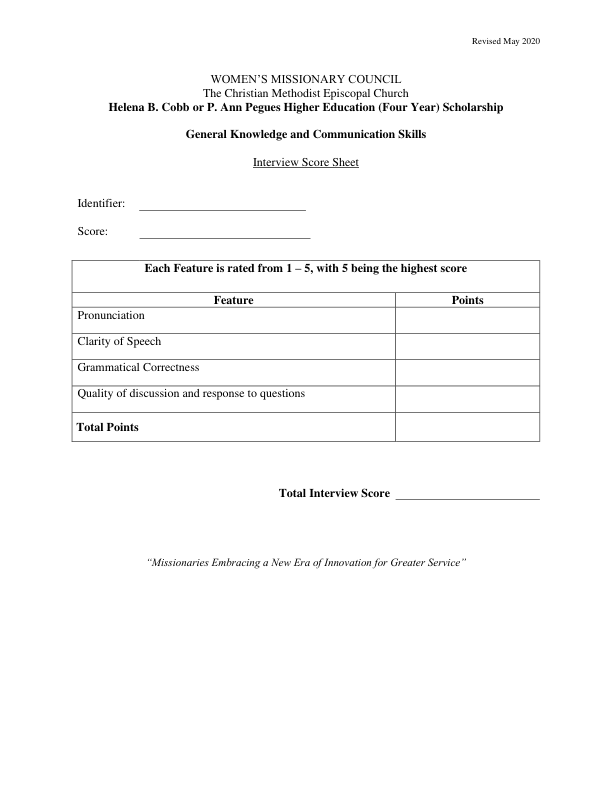 Revised May 2020
WOMEN’S MISSIONARY COUNCIL
The Christian Methodist Episcopal Church
Helena B. Cobb or P. Ann Pegues Higher Education (Four Year) Scholarship
General Knowledge and Communication Skills
Interview Score Sheet
Identifier:
Score:
Each Feature is rated from 1 – 5, with 5 being the highest score
Feature Points
Pronunciation
Clarity of Speech
Grammatical Correctness
Quality of discussion and response to questions
Total Points
Total Interview Score
“Missionaries Embracing a New Era of Innovation for Greater Service”